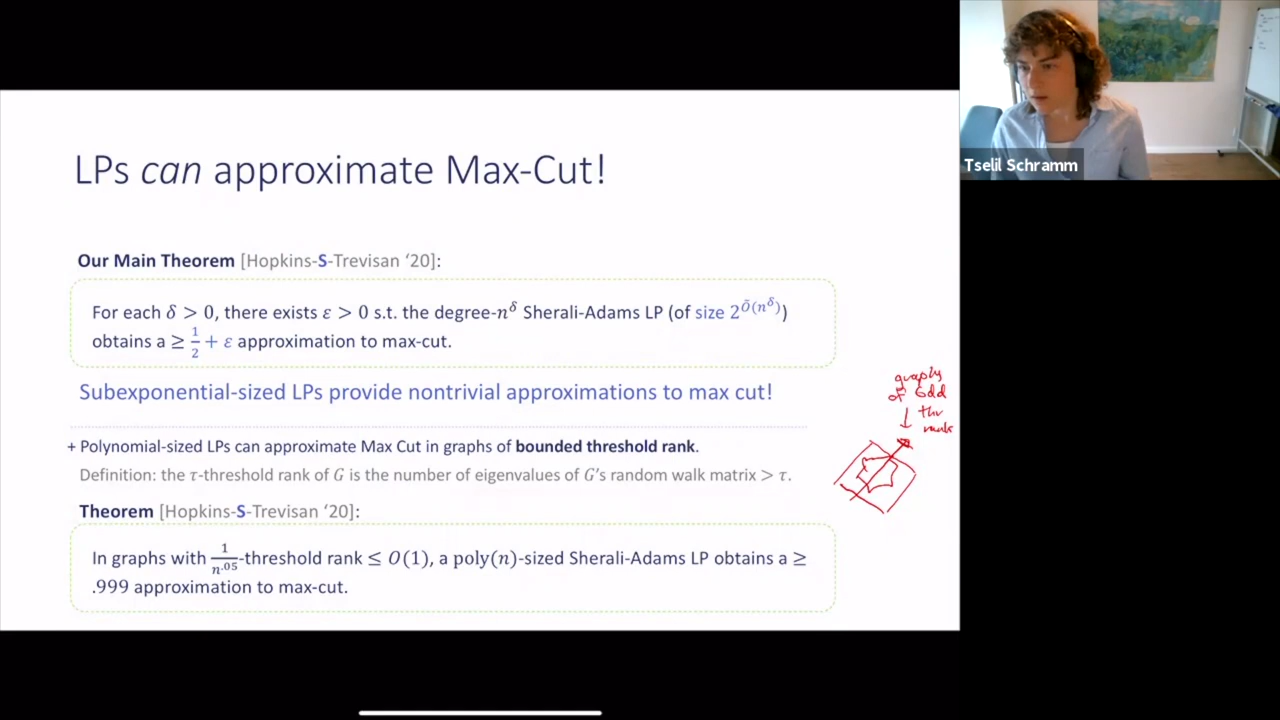 LPs can approximate Max-Cut!
Tselil Schramm
Our Main Theorem [Hopkins-S-Trevisan ‘20]:
For each δ > 0, there exists ε > 0 s.t. the degree-n^δ Sherali-Adams LP (of size 2^Õ(n^δ))
obtains a ≥ 1/2 + ε approximation to max-cut.
Subexponential-sized LPs provide nontrivial approximations to max cut!
+ Polynomial-sized LPs can approximate Max Cut in graphs of bounded threshold rank.
Definition: the τ-threshold rank of G is the number of eigenvalues of G’s random walk matrix > τ.
Theorem [Hopkins-S-Trevisan ‘20]:
In graphs with 1/n^.05-threshold rank ≤ O(1), a poly(n)-sized Sherali-Adams LP obtains a ≥
.999 approximation to max-cut.
graphs
of bdd
thr
rank